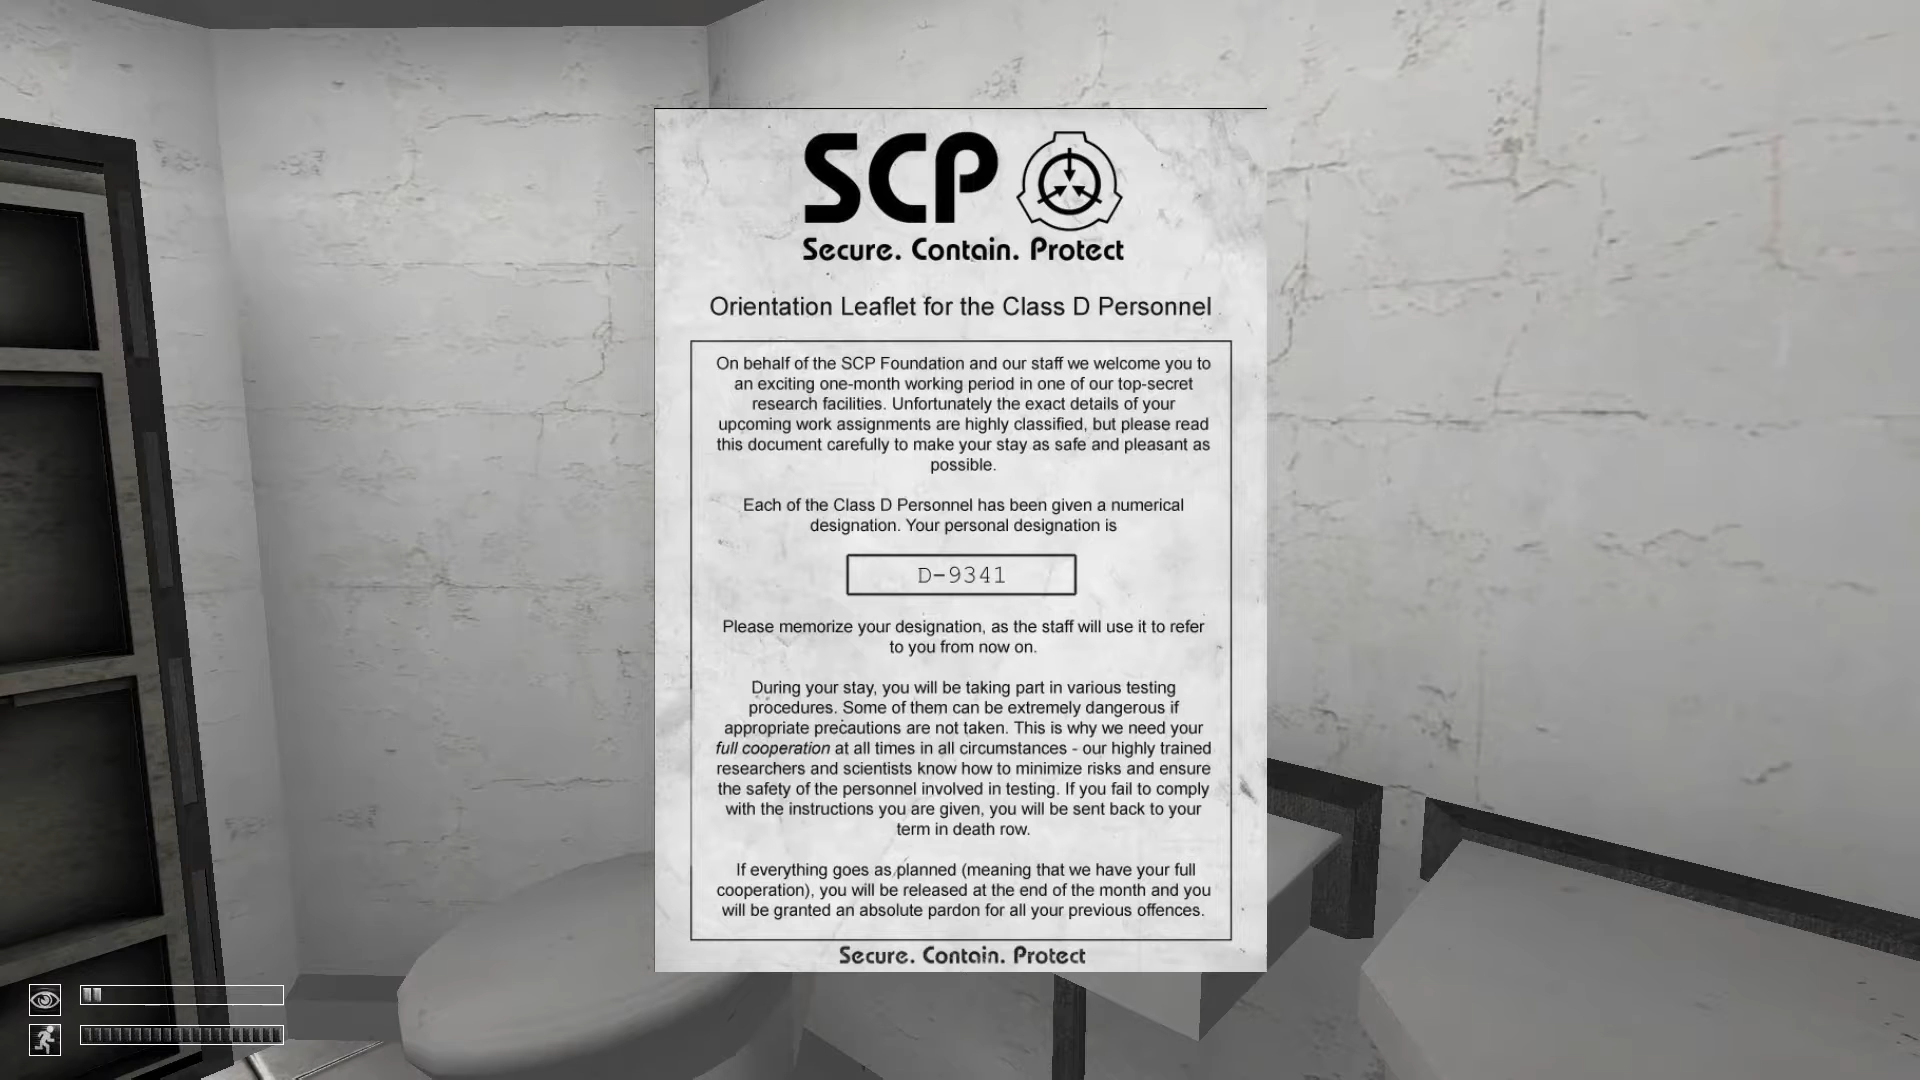 SCP
Secure. Contain. Protect
Orientation Leaflet for the Class D Personnel
On behalf of the SCP Foundation and our staff we welcome you to
an exciting one-month working period in one of our top-secret
research facilities. Unfortunately the exact details of your
upcoming work assignments are highly classified, but please read
this document carefully to make your stay as safe and pleasant as
possible.
Each of the Class D Personnel has been given a numerical
designation. Your personal designation is
D-9341
Please memorize your designation, as the staff will use it to refer
to you from now on.
During your stay, you will be taking part in various testing
procedures. Some of them can be extremely dangerous if
appropriate precautions are not taken. This is why we need your
full cooperation at all times in all circumstances - our highly trained
researchers and scientists know how to minimize risks and ensure
the safety of the personnel involved in testing. If you fail to comply
with the instructions you are given, you will be sent back to your
term in death row.
If everything goes as planned (meaning that we have your full
cooperation), you will be released at the end of the month and you
will be granted an absolute pardon for all your previous offences.
Secure. Contain. Protect